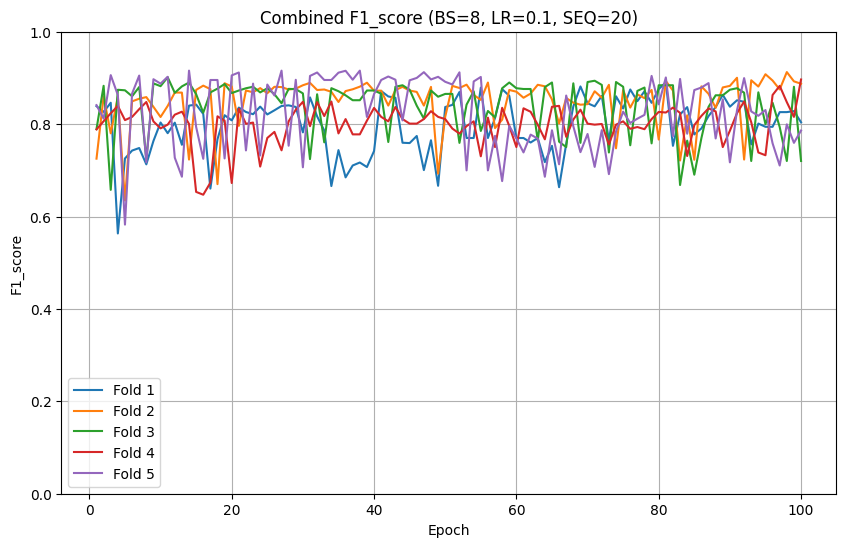 Combined F1_score (BS=8, LR=0.1, SEQ=20)
1.0
0.8
0.6
0.4
0.2
0.0
F1_score
Fold 1
Fold 2
Fold 3
Fold 4
Fold 5
0 20 40 60 80 100
Epoch